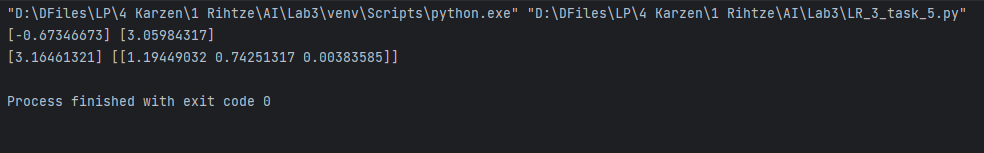 "D:\DFiles\LP\4 Karzen\1 Rihtze\AI\Lab3\venv\Scripts\python.exe" "D:\DFiles\LP\4 Karzen\1 Rihtze\AI\Lab3\LR_3_task_5.py"
[-0.67346673] [3.05984317]
[3.16461321] [[1.19449032 0.74251317 0.00383585]]
Process finished with exit code 0